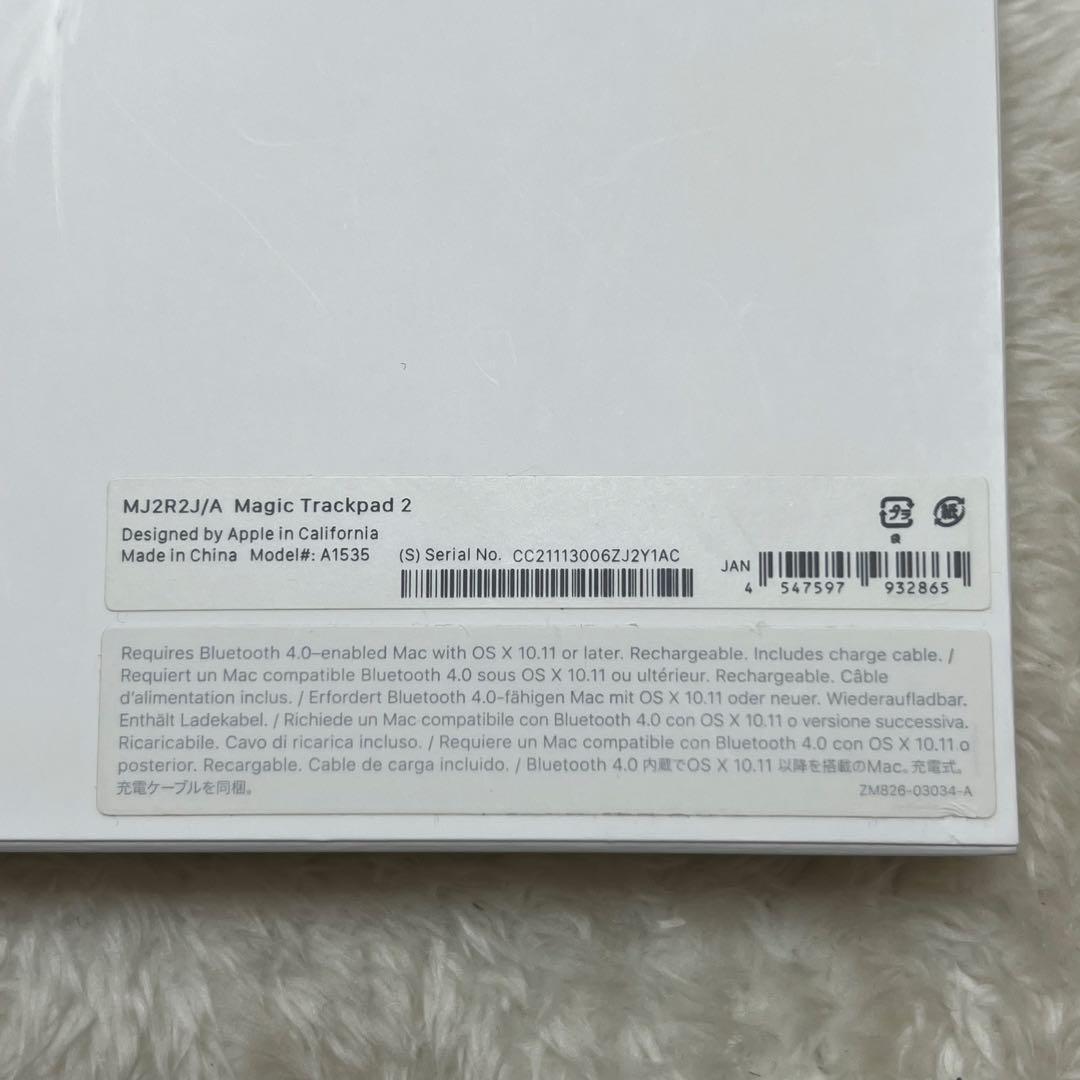 MJ2R2J/A Magic Trackpad 2
Designed by Apple in California
Made in China Model#: A1535 (S) Serial No. CC21113006ZJ2Y1AC
プラ
紙
JAN
4 547597 932865
Requires Bluetooth 4.0–enabled Mac with OS X 10.11 or later. Rechargeable. Includes charge cable. /
Requiert un Mac compatible Bluetooth 4.0 sous OS X 10.11 ou ultérieur. Rechargeable. Câble
d’alimentation inclus. / Erfordert Bluetooth 4.0-fähigen Mac mit OS X 10.11 oder neuer. Wiederaufladbar.
Enthält Ladekabel. / Richiede un Mac compatibile con Bluetooth 4.0 con OS X 10.11 o versione successiva.
Ricaricabile. Cavo di ricarica incluso. / Requiere un Mac compatible con Bluetooth 4.0 con OS X 10.11 o
posterior. Recargable. Cable de carga incluido. / Bluetooth 4.0 内蔵でOS X 10.11 以降を搭載のMac。充電式。
充電ケーブルを同梱。 ZM826-03034-A